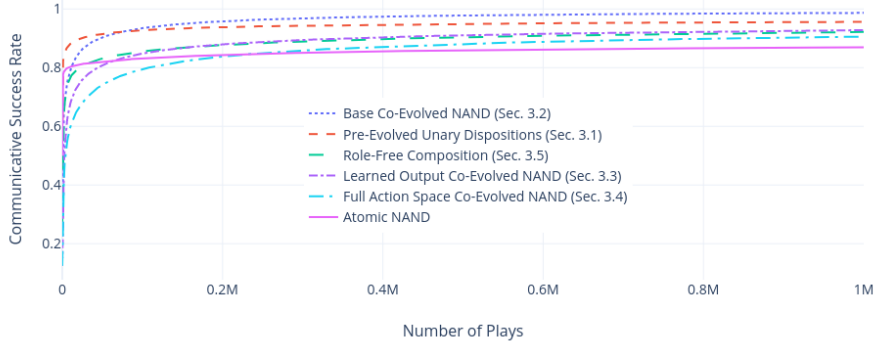 1
0.8
0.6
0.4
0.2
Communicative Success Rate
Base Co-Evolved NAND (Sec. 3.2)
Pre-Evolved Unary Dispositions (Sec. 3.1)
Role-Free Composition (Sec. 3.5)
Learned Output Co-Evolved NAND (Sec. 3.3)
Full Action Space Co-Evolved NAND (Sec. 3.4)
Atomic NAND
0 0.2M 0.4M 0.6M 0.8M 1M
Number of Plays